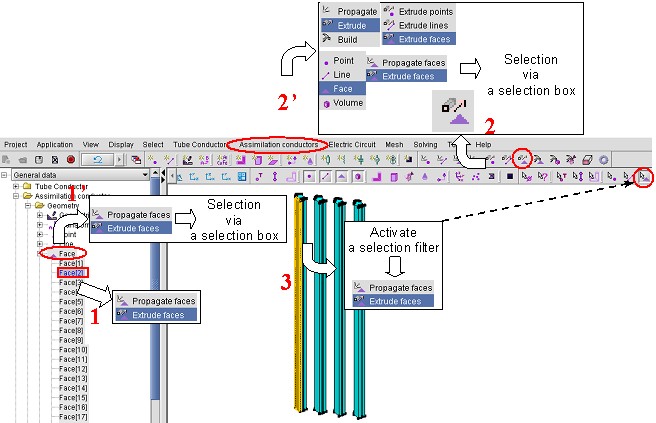 Propagate
Extrude
Build
Extrude points
Extrude lines
Extrude faces
Point
Line
Face
Volume
Propagate faces
Extrude faces
Selection
via
a selection box
2'
2
Project Application View Display Select Tube Conductors Assimilation conductors Electric Circuit Mesh Solving Help
General data
Tube Conductor
Assimilation conductor
Geometry
Point
Line
Face
Face[1]
Face[2]
Face[5]
Face[6]
Face[7]
Face[8]
Face[9]
Face[10]
Face[11]
Face[12]
Face[13]
Face[14]
Face[15]
Face[16]
Face[17]
1'
Propagate faces
Extrude faces
Selection
via
a selection box
1
Propagate faces
Extrude faces
3
Activate
a selection filter
Propagate faces
Extrude faces